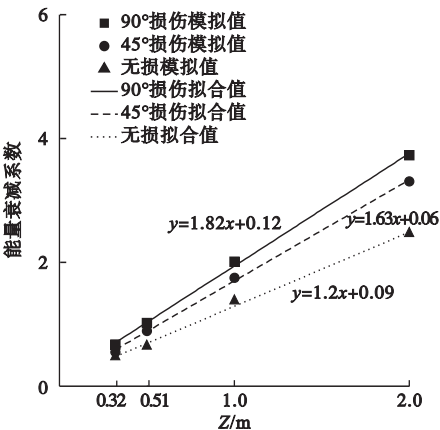 90°损伤模拟值
45°损伤模拟值
无损模拟值
90°损伤拟合值
45°损伤拟合值
无损拟合值
能量衰减系数
6
4
2
0
y=1.82x+0.12
y=1.63x+0.06
y=1.2x+0.09
0.32
0.51
1.0
2.0
Z/m